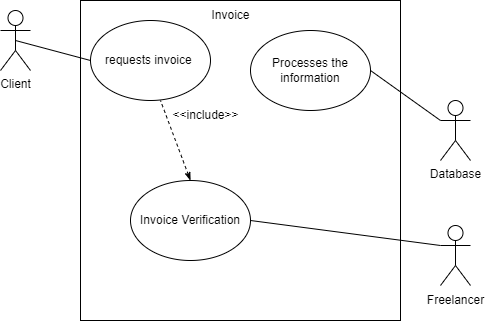 Invoice
requests invoice
Processes the
information
Client
<<include>>
Database
Invoice Verification
Freelancer